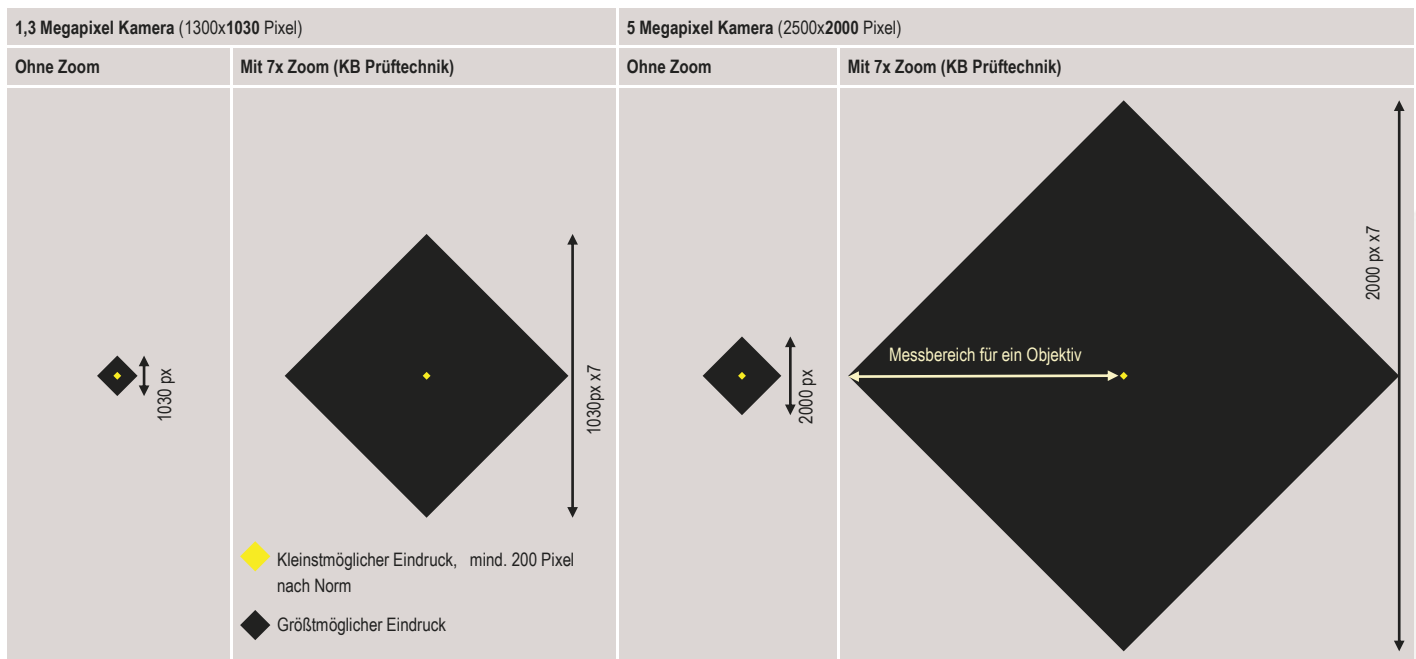 1,3 Megapixel Kamera (1300x1030 Pixel)
5 Megapixel Kamera (2500x2000 Pixel)
Ohne Zoom
Mit 7x Zoom (KB Prüftechnik)
Ohne Zoom
Mit 7x Zoom (KB Prüftechnik)
1030 px
1030px x7
Kleinstmöglicher Eindruck, mind. 200 Pixel
nach Norm
Größtmöglicher Eindruck
2000 px
Messbereich für ein Objektiv
2000 px x7